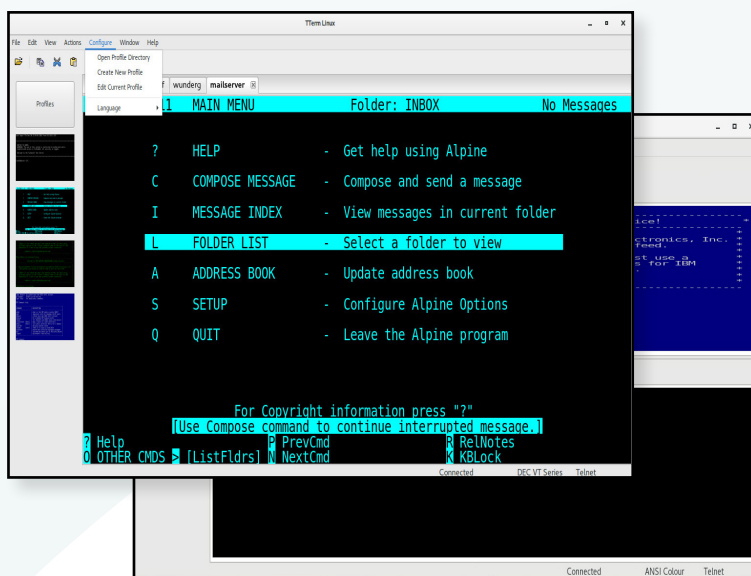 TTerm Linux
File Edit View Actions Configure Window Help
Open Profile Directory
Create New Profile
Edit Current Profile
Language
Profiles
f wunderg mailserver
11 MAIN MENU Folder: INBOX No Messages
? HELP - Get help using Alpine
C COMPOSE MESSAGE - Compose and send a message
I MESSAGE INDEX - View messages in current folder
L FOLDER LIST - Select a folder to view
A ADDRESS BOOK - Update address book
S SETUP - Configure Alpine Options
Q QUIT - Leave the Alpine program
For Copyright information press "?"
[Use Compose command to continue interrupted message.]
? Help P PrevCmd R RelNotes
O OTHER CMDS > [ListFldrs] N NextCmd K KBLock
Connected DEC VT Series Telnet
ice!
ctronics, Inc.
feed.
st use a
s for IBM
Connected ANSI Colour Telnet